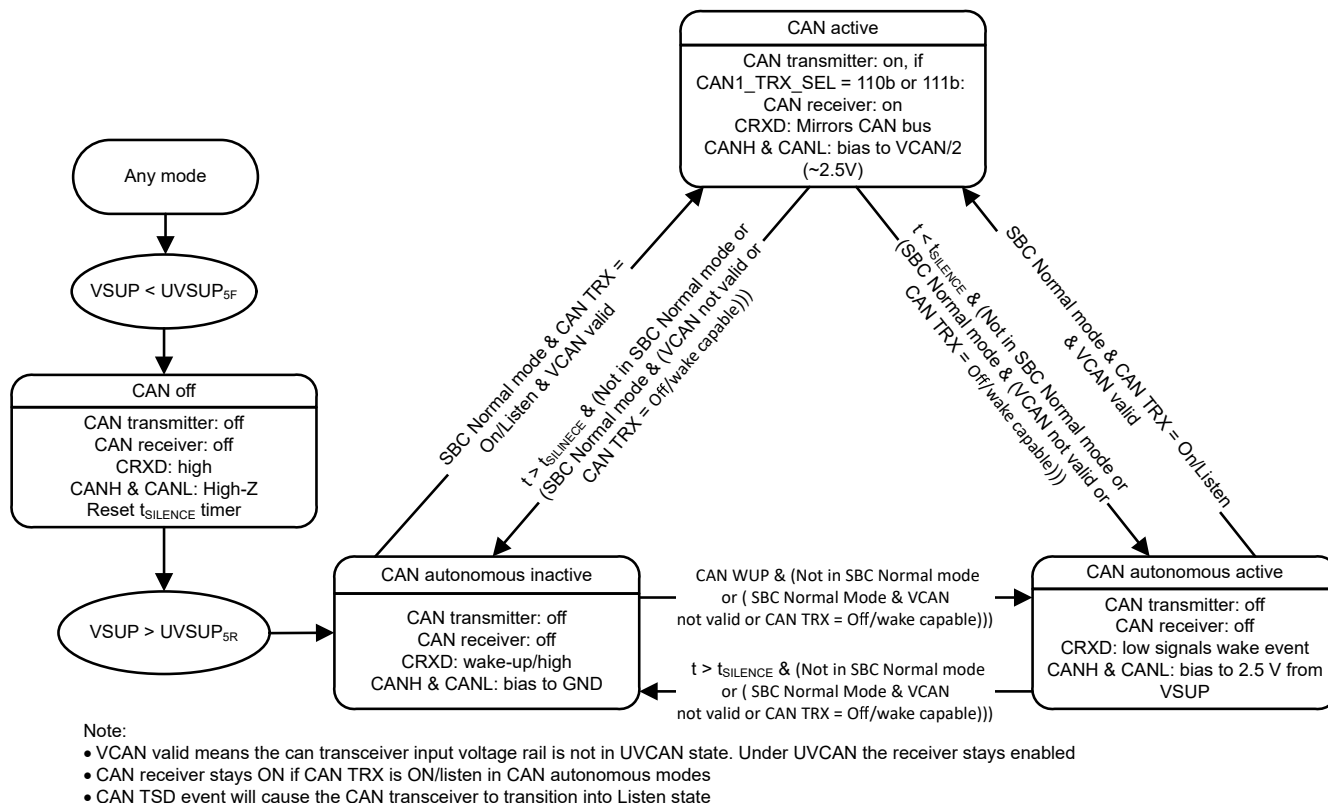 CAN active
CAN transmitter: on, if
CAN1_TRX_SEL = 110b or 111b:
CAN receiver: on
CRXD: Mirrors CAN bus
CANH & CANL: bias to VCAN/2
(~2.5V)
Any mode
VSUP < UVSUP5F
CAN off
CAN transmitter: off
CAN receiver: off
CRXD: high
CANH & CANL: High-Z
Reset tSILENCE timer
VSUP > UVSUP5R
SBC Normal mode & CAN TRX =
On/Listen & VCAN valid
t > tSILINECE & (Not in SBC Normal mode or
(SBC Normal mode & (VCAN not valid or
CAN TRX = Off/wake capable)))
t < tSILENCE & (Not in SBC Normal mode or
(SBC Normal mode & (VCAN not valid or
CAN TRX = Off/wake capable)))
SBC Normal mode & CAN TRX = On/Listen
& VCAN valid
CAN autonomous inactive
CAN transmitter: off
CAN receiver: off
CRXD: wake-up/high
CANH & CANL: bias to GND
CAN WUP & (Not in SBC Normal mode
or ( SBC Normal Mode & VCAN
not valid or CAN TRX = Off/wake capable)))
t > tSILENCE & (Not in SBC Normal mode
or ( SBC Normal Mode & VCAN
not valid or CAN TRX = Off/wake capable)))
CAN autonomous active
CAN transmitter: off
CAN receiver: off
CRXD: low signals wake event
CANH & CANL: bias to 2.5 V from
VSUP
Note:
• VCAN valid means the can transceiver input voltage rail is not in UVCAN state. Under UVCAN the receiver stays enabled
• CAN receiver stays ON if CAN TRX is ON/listen in CAN autonomous modes
• CAN TSD event will cause the CAN transceiver to transition into Listen state